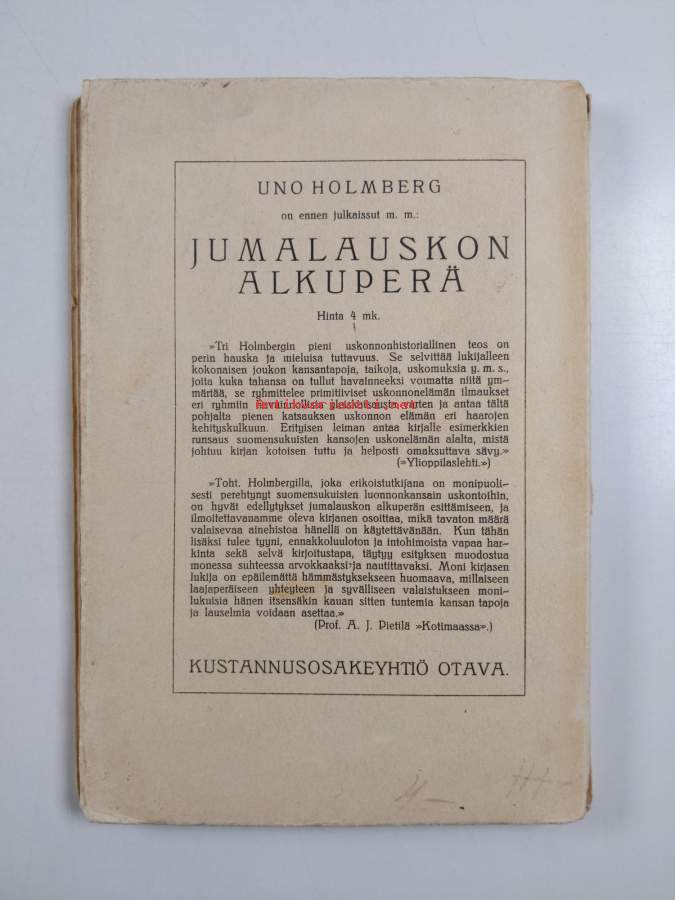 UNO HOLMBERG
on ennen julkaissut m. m.:
JUMALAUSKON
ALKUPERÄ
Hinta 4 mk.
»Tri Holmbergin pieni uskonnonhistoriallinen teos on
perin hauska ja mieluisa tuttavuus. Se selvittää lukijalleen
kokonaisen joukon kansantapoja, taikoja, uskomuksia y. m. s.,
joita kuka tahansa on tullut havainneeksi voimatta niitä ym-
märtää, se ryhmittelee primitiiviset uskonnonelämän ilmaukset
eri ryhmiin havainnollista yleiskatsausta varten ja antaa tältä
pohjalta pienen katsauksen uskonnon elämän eri haarojen
kehityskulkuun. Erityisen leiman antaa kirjalle esimerkkien
runsaus suomensukuisten kansojen uskonelämän alalta, mistä
johtuu kirjan kotoisen tuttu ja helposti omaksuttava sävy.»
(»Ylioppilaslehti.»)
»Toht. Holmbergilla, joka erikoistutkijana on monipuoli-
sesti perehtynyt suomensukuisten luonnonkansain uskontoihin,
on hyvät edellytykset jumalauskon alkuperän esittämiseen, ja
ilmoitettavanamme oleva kirjanen osoittaa, mikä tavaton määrä
valaisevaa ainehistoa hänellä on käytettävänään. Kun tähän
lisäksi tulee tyyni, ennakkoluuloton ja intohimoista vapaa har-
kinta sekä selvä kirjoitustapa, täytyy esityksen muodostua
monessa suhteessa arvokkaaksi ja nautittavaksi. Moni kirjasen
lukija on epäilemättä hämmästyksekseen huomaava, millaiseen
laajaperäiseen yhteyteen ja syvälliseen valaistukseen moni-
lukuisia hänen itsensäkin kauan sitten tuntemia kansan tapoja
ja lauselmia voidaan asettaa.»
(Prof. A. J. Pietilä »Kotimaassa».)
KUSTANNUSOSAKEYHTIÖ OTAVA.